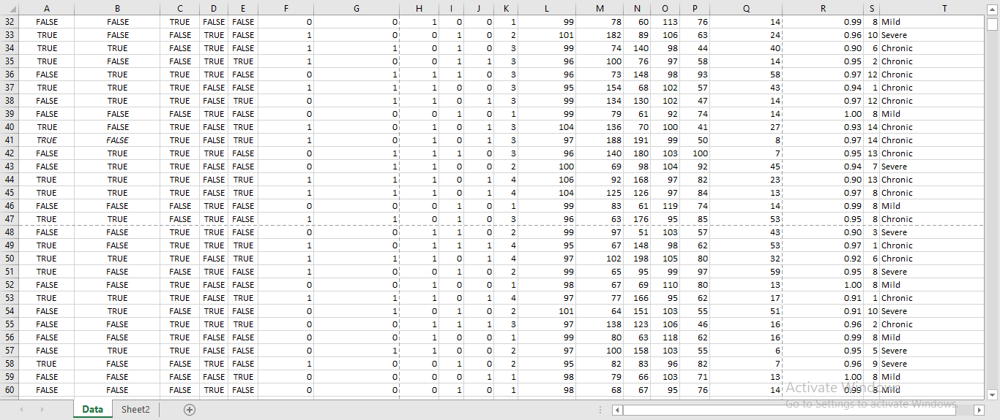 A B C D E F G H I J K L M N O P Q R S T
32 FALSE FALSE TRUE FALSE FALSE 0 0 1 0 0 1 99 78 60 113 76 14 0.99 8 Mild
33 TRUE FALSE FALSE TRUE FALSE 1 0 0 1 0 2 101 182 89 106 63 24 0.96 10 Severe
34 TRUE TRUE FALSE TRUE FALSE 1 1 0 1 0 3 99 74 140 98 44 40 0.90 6 Chronic
35 TRUE FALSE FALSE TRUE TRUE 1 0 0 1 1 3 96 100 76 97 58 14 0.95 2 Chronic
36 FALSE TRUE TRUE TRUE FALSE 0 1 1 1 0 3 96 73 148 98 93 58 0.97 12 Chronic
37 TRUE TRUE TRUE FALSE FALSE 1 1 1 0 0 3 95 154 68 102 57 43 0.94 1 Chronic
38 FALSE TRUE TRUE FALSE TRUE 0 1 1 0 1 3 99 134 130 102 47 14 0.97 12 Chronic
39 FALSE FALSE FALSE TRUE FALSE 0 0 0 1 0 1 99 79 61 92 74 14 1.00 8 Mild
40 TRUE FALSE TRUE FALSE TRUE 1 0 1 0 1 3 104 136 70 100 41 27 0.93 14 Chronic
41 TRUE FALSE TRUE FALSE TRUE 1 0 1 0 1 3 97 188 191 99 50 8 0.97 14 Chronic
42 FALSE TRUE TRUE TRUE FALSE 0 1 1 1 0 3 96 140 180 103 100 7 0.95 13 Chronic
43 FALSE TRUE TRUE FALSE FALSE 0 1 1 0 0 2 100 69 98 104 92 45 0.94 7 Severe
44 TRUE TRUE TRUE FALSE TRUE 1 1 1 0 1 4 106 92 168 97 82 23 0.90 13 Chronic
45 TRUE TRUE TRUE FALSE TRUE 1 1 1 0 1 4 104 125 126 97 84 13 0.97 8 Chronic
46 FALSE FALSE FALSE TRUE FALSE 0 0 0 1 0 1 99 83 61 119 74 14 0.99 8 Mild
47 TRUE TRUE FALSE TRUE FALSE 1 1 0 1 0 3 96 63 176 95 85 53 0.95 8 Chronic
48 FALSE FALSE TRUE TRUE FALSE 0 0 1 1 0 2 99 97 51 103 57 43 0.90 3 Severe
49 TRUE FALSE TRUE TRUE TRUE 1 0 1 1 1 4 95 67 148 98 62 53 0.97 1 Chronic
50 TRUE TRUE TRUE FALSE TRUE 1 1 1 0 1 4 97 102 198 105 80 32 0.92 6 Chronic
51 TRUE FALSE FALSE TRUE FALSE 1 0 0 1 0 2 99 65 95 99 97 59 0.95 8 Severe
52 FALSE FALSE TRUE FALSE FALSE 0 0 1 0 0 1 98 67 69 110 80 13 1.00 8 Mild
53 TRUE TRUE TRUE FALSE TRUE 1 1 1 0 1 4 97 77 166 95 62 17 0.91 1 Chronic
54 FALSE TRUE FALSE TRUE FALSE 0 1 0 1 0 2 101 64 151 103 55 51 0.91 10 Severe
55 FALSE FALSE TRUE TRUE TRUE 0 0 1 1 1 3 97 138 123 106 46 16 0.96 2 Chronic
56 FALSE FALSE TRUE FALSE FALSE 0 0 1 0 0 1 99 80 63 118 62 16 0.99 8 Mild
57 FALSE TRUE TRUE FALSE FALSE 0 1 1 0 0 2 97 100 158 103 55 6 0.95 5 Severe
58 TRUE FALSE FALSE TRUE FALSE 1 0 0 1 0 2 95 82 83 96 82 7 0.96 9 Severe
59 FALSE FALSE FALSE FALSE TRUE 0 0 0 0 1 1 98 79 66 103 71 13 1.00 8 Mild
60 FALSE FALSE FALSE TRUE FALSE 0 0 0 1 0 1 98 68 67 95 76 14 0.99 8 Mild
Activate Windows
Go to Settings to activate Windows.
Data Sheet2